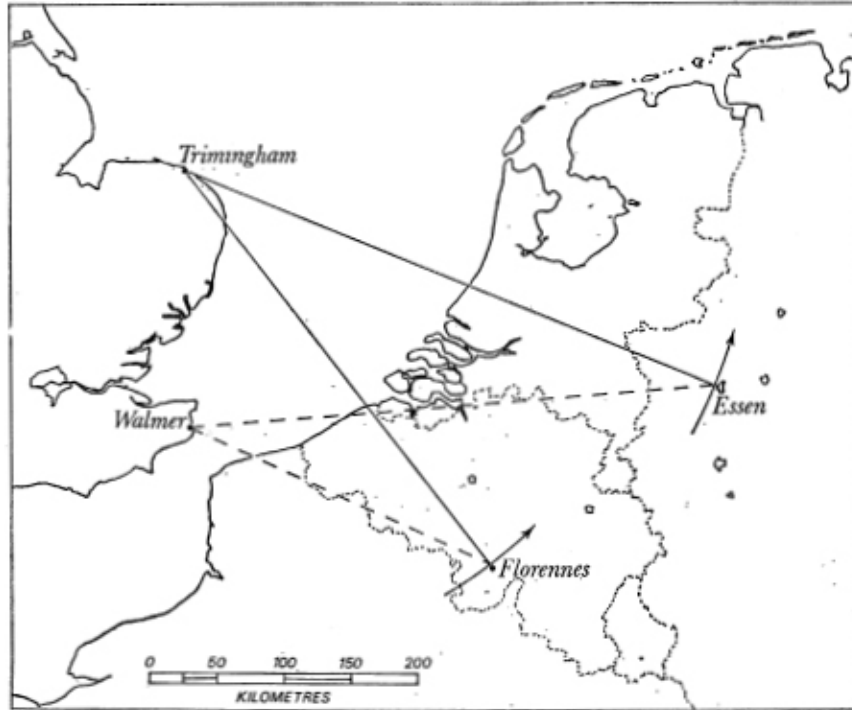 Trimingham
Walmer
Essen
Florennes
0 50 100 150 200
KILOMETRES